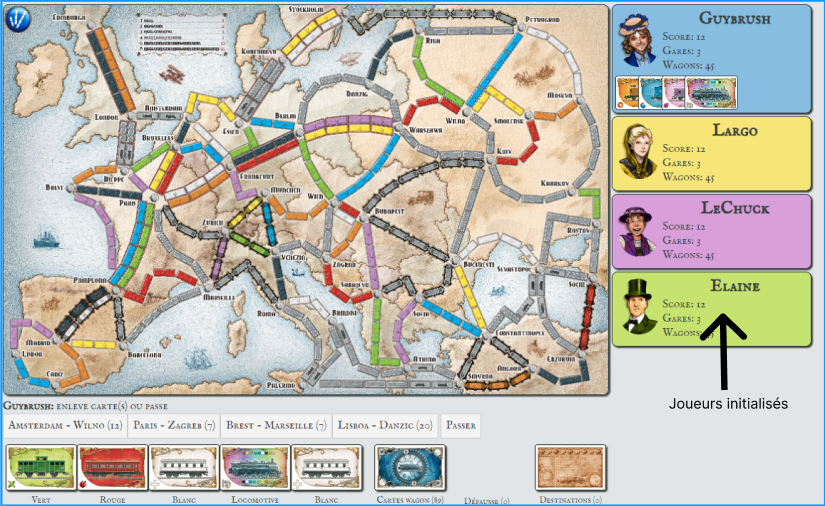 Edinburgh
Stockholm
Petrograd
Kobenhavn
Riga
London
Amsterdam
Danzig
Moskva
Essen
Berlin
Wilno
Smolensk
Bruxelles
Warszawa
Dieppe
Frankfurt
Kyiv
Brest
Paris
Munchen
Wien
Kharkov
Zurich
Budapest
Rostov
Venezia
Zagrab
Bucuresti
Sevastopol
Pamplona
Marseille
Sarajevo
Sochi
Roma
Brindisi
Sofia
Constantinople
Madrid
Barcelona
Lisboa
Cadiz
Palermo
Athina
Smyrna
Angora
Erzurum
Guybrush
Score: 12
Gares: 3
Wagons: 45
Largo
Score: 12
Gares: 3
Wagons: 45
LeChuck
Score: 12
Gares: 3
Wagons: 45
Elaine
Score: 12
Gares: 3
Wagons:
Joueurs initialisés
Guybrush: enleve carte(s) ou passe
Amsterdam - Wilno (12) Paris - Zagreb (7) Brest - Marseille (7) Lisboa - Danzig (20) Passer
Vert Rouge Blanc Locomotive Blanc Cartes wagon (89) Défausse (0) Destinations (0)